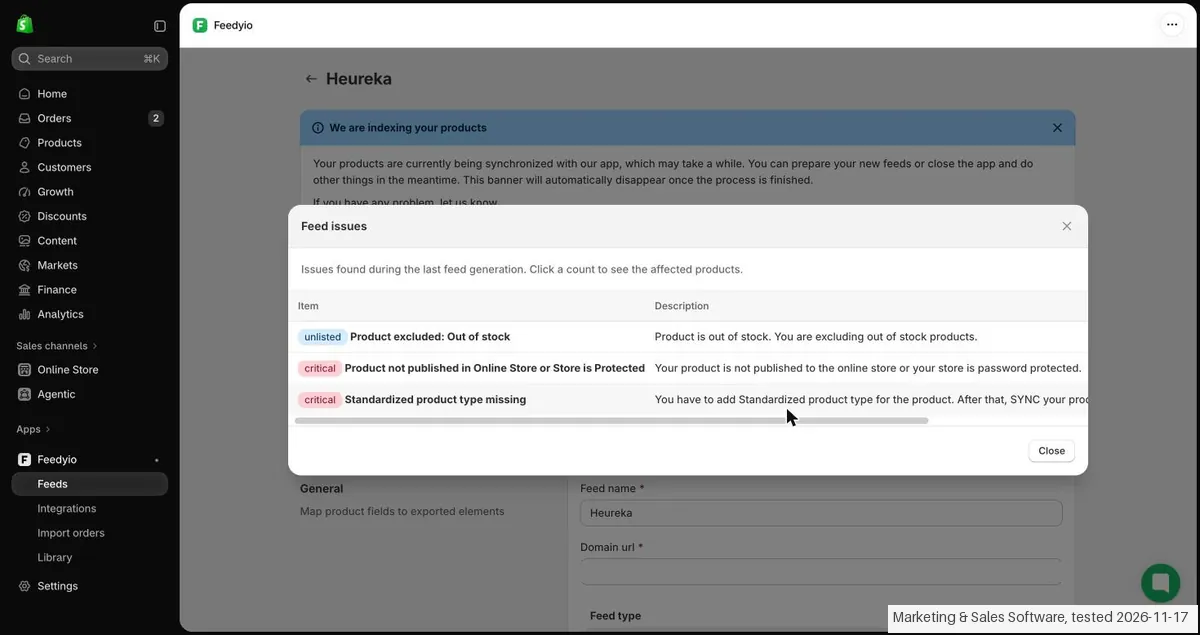 Feedyio
Search ⌘K
Home
Orders 2
Products
Customers
Growth
Discounts
Content
Markets
Finance
Analytics
Sales channels
Online Store
Agentic
Apps
Feedyio
Feeds
Integrations
Import orders
Library
Settings
Heureka
We are indexing your products
Your products are currently being synchronized with our app, which may take a while. You can prepare your new feeds or close the app and do
other things in the meantime. This banner will automatically disappear once the process is finished.
If you have any problem, let us know
Feed issues
Issues found during the last feed generation. Click a count to see the affected products.
Item Description
unlisted Product excluded: Out of stock Product is out of stock. You are excluding out of stock products.
critical Product not published in Online Store or Store is Protected Your product is not published to the online store or your store is password protected.
critical Standardized product type missing You have to add Standardized product type for the product. After that, SYNC your
Close
General
Map product fields to exported elements
Feed name *
Heureka
Domain url *
Feed type
Marketing & Sales Software, tested 2026-11-17